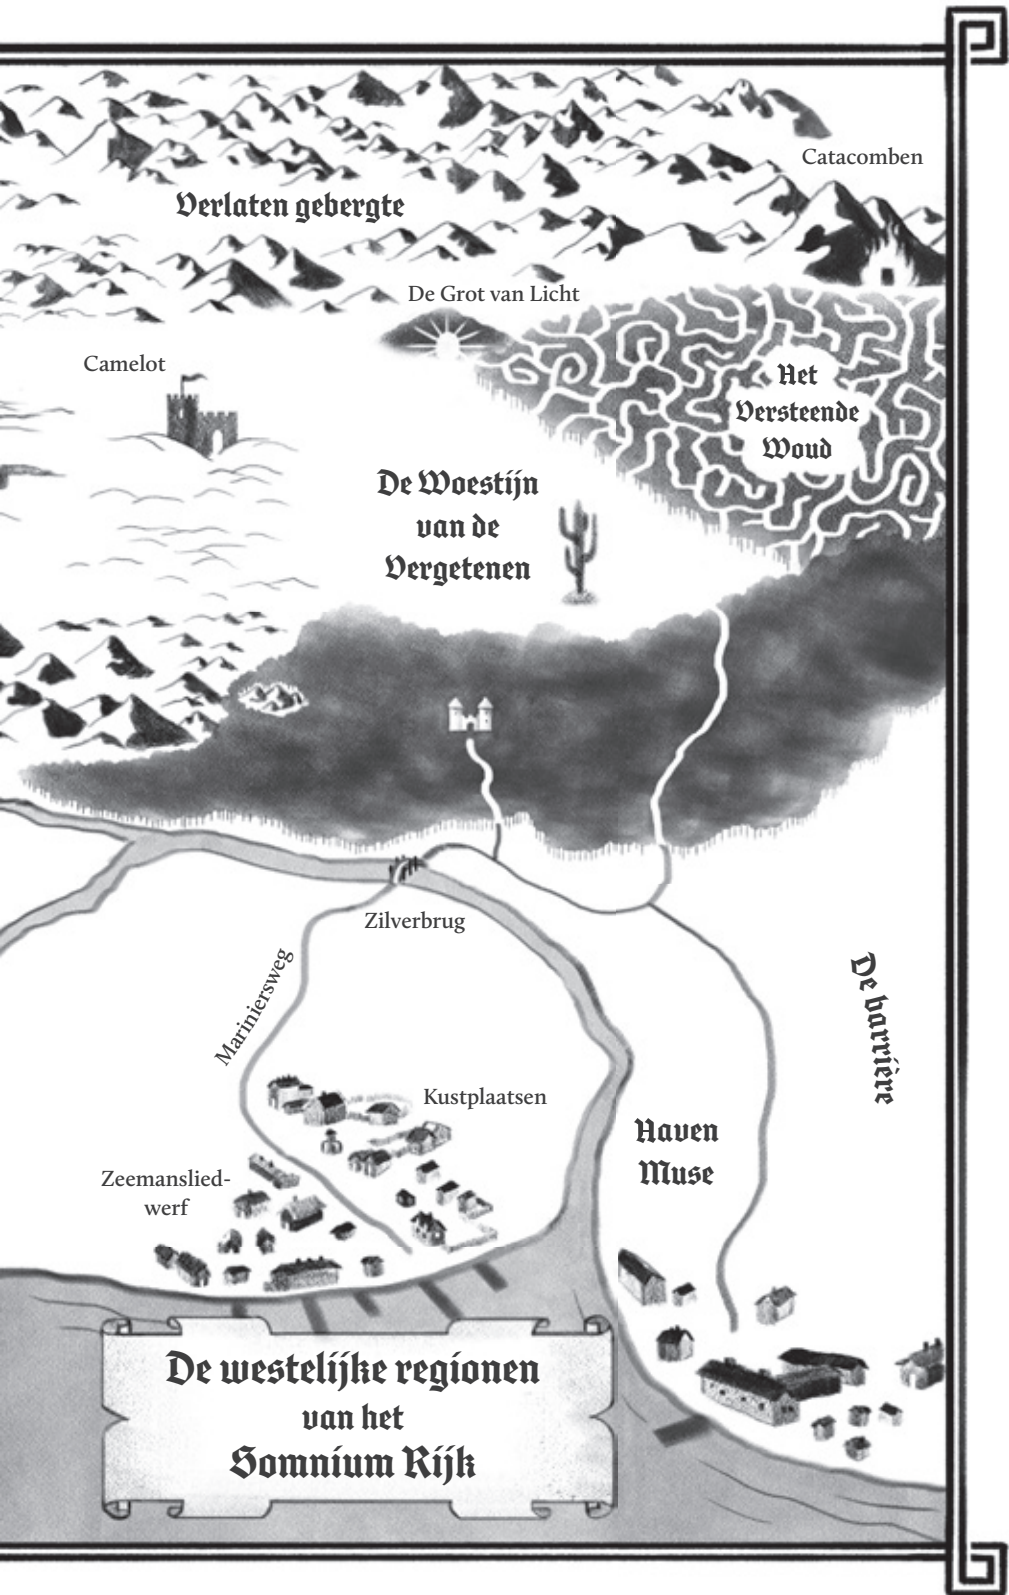 Catacomben
Verlaten gebergte
De Grot van Licht
Camelot
Het
Versteende
Woud
De Woestijn
van de
Vergetenen
Zilverbrug
Mariniersweg
De barrière
Kustplaatsen
Haven
Muse
Zeemanslied-
werf
De westelijke regionen
van het
Somnium Rijk